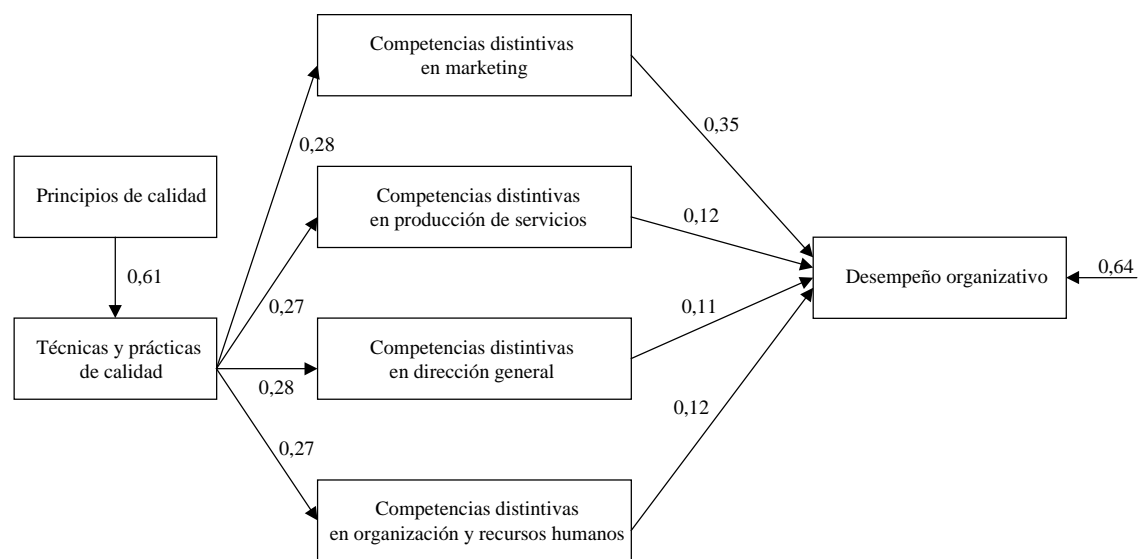 Competencias distintivas
en marketing
0,35
0,28
Principios de calidad
Competencias distintivas
en producción de servicios
0,12
Desempeño organizativo
0,64
0,61
0,27
0,11
Técnicas y prácticas
de calidad
Competencias distintivas
en dirección general
0,28
0,12
0,27
Competencias distintivas
en organización y recursos humanos